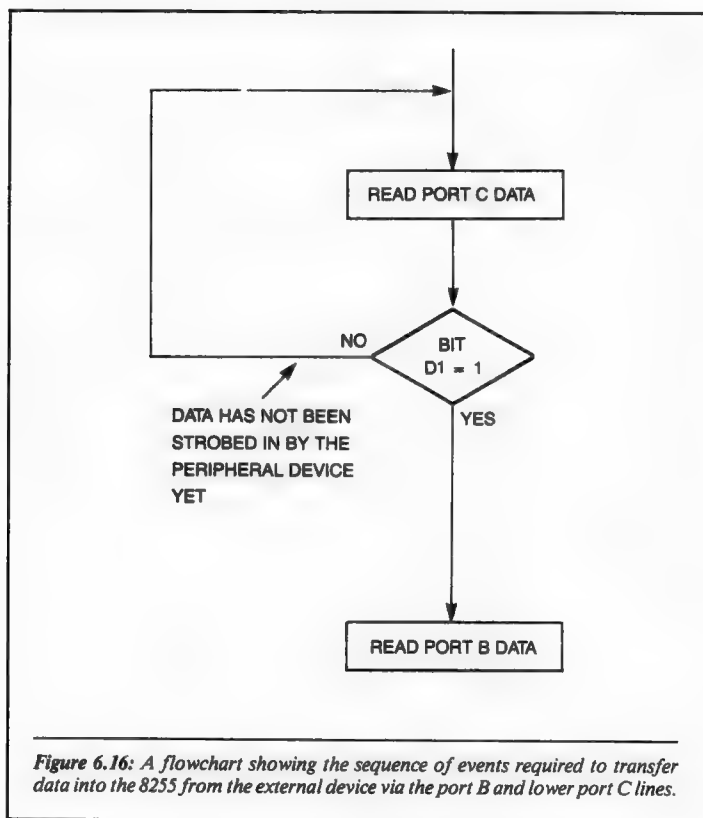 READ PORT C DATA
NO
BIT
D1 = 1
YES
DATA HAS NOT BEEN
STROBED IN BY THE
PERIPHERAL DEVICE
YET
READ PORT B DATA
Figure 6.16: A flowchart showing the sequence of events required to transfer
data into the 8255 from the external device via the port B and lower port C lines.